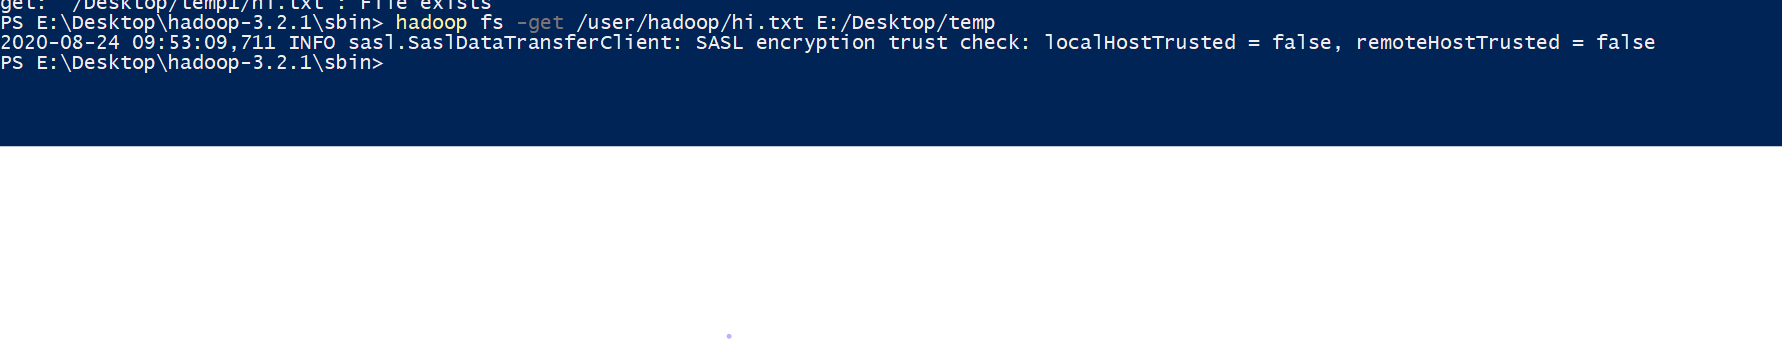 get: `/Desktop/temp1/hi.txt': File exists
PS E:\Desktop\hadoop-3.2.1\sbin> hadoop fs -get /user/hadoop/hi.txt E:/Desktop/temp
2020-08-24 09:53:09,711 INFO sasl.SaslDataTransferClient: SASL encryption trust check: localHostTrusted = false, remoteHostTrusted = false
PS E:\Desktop\hadoop-3.2.1\sbin>